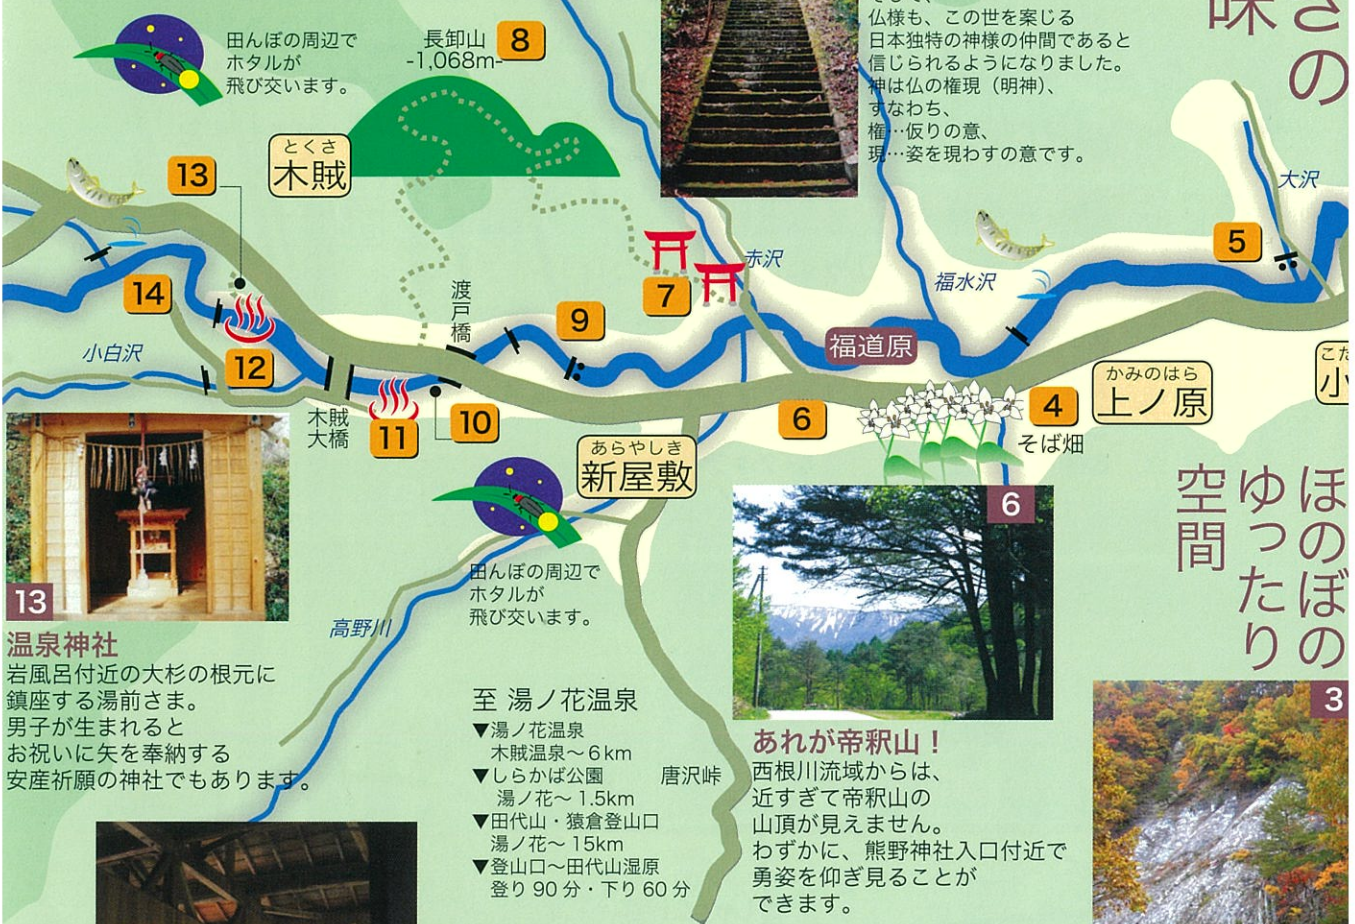 田んぼの周辺で
ホタルが
飛び交います。
長卸山
-1,068m-
8
仏様も、この世を案じる
日本独特の神様の仲間であると
信じられるようになりました。
神は仏の権現（明神）、
すなわち、
権…仮りの意、
現…姿を現わすの意です。
味
さの
13
とくさ
木賊
大沢
5
赤沢
7
福水沢
14
渡戸橋
9
福道原
小白沢
12
木賊
大橋
11
10
6
4
そば畑
かみのはら
上ノ原
こた
小
あらやしき
新屋敷
ほのぼの
ゆったり
空間
6
田んぼの周辺で
ホタルが
飛び交います。
高野川
13
温泉神社
岩風呂付近の大杉の根元に
鎮座する湯前さま。
男子が生まれると
お祝いに矢を奉納する
安産祈願の神社でもあります。
至 湯ノ花温泉
▼湯ノ花温泉
木賊温泉～6km
▼しらかば公園
湯ノ花～1.5km
▼田代山・猿倉登山口
湯ノ花～15km
▼登山口～田代山湿原
登り90分・下り60分
唐沢峠
あれが帝釈山！
西根川流域からは、
近すぎて帝釈山の
山頂が見えません。
わずかに、熊野神社入口付近で
勇姿を仰ぎ見ることが
できます。
3